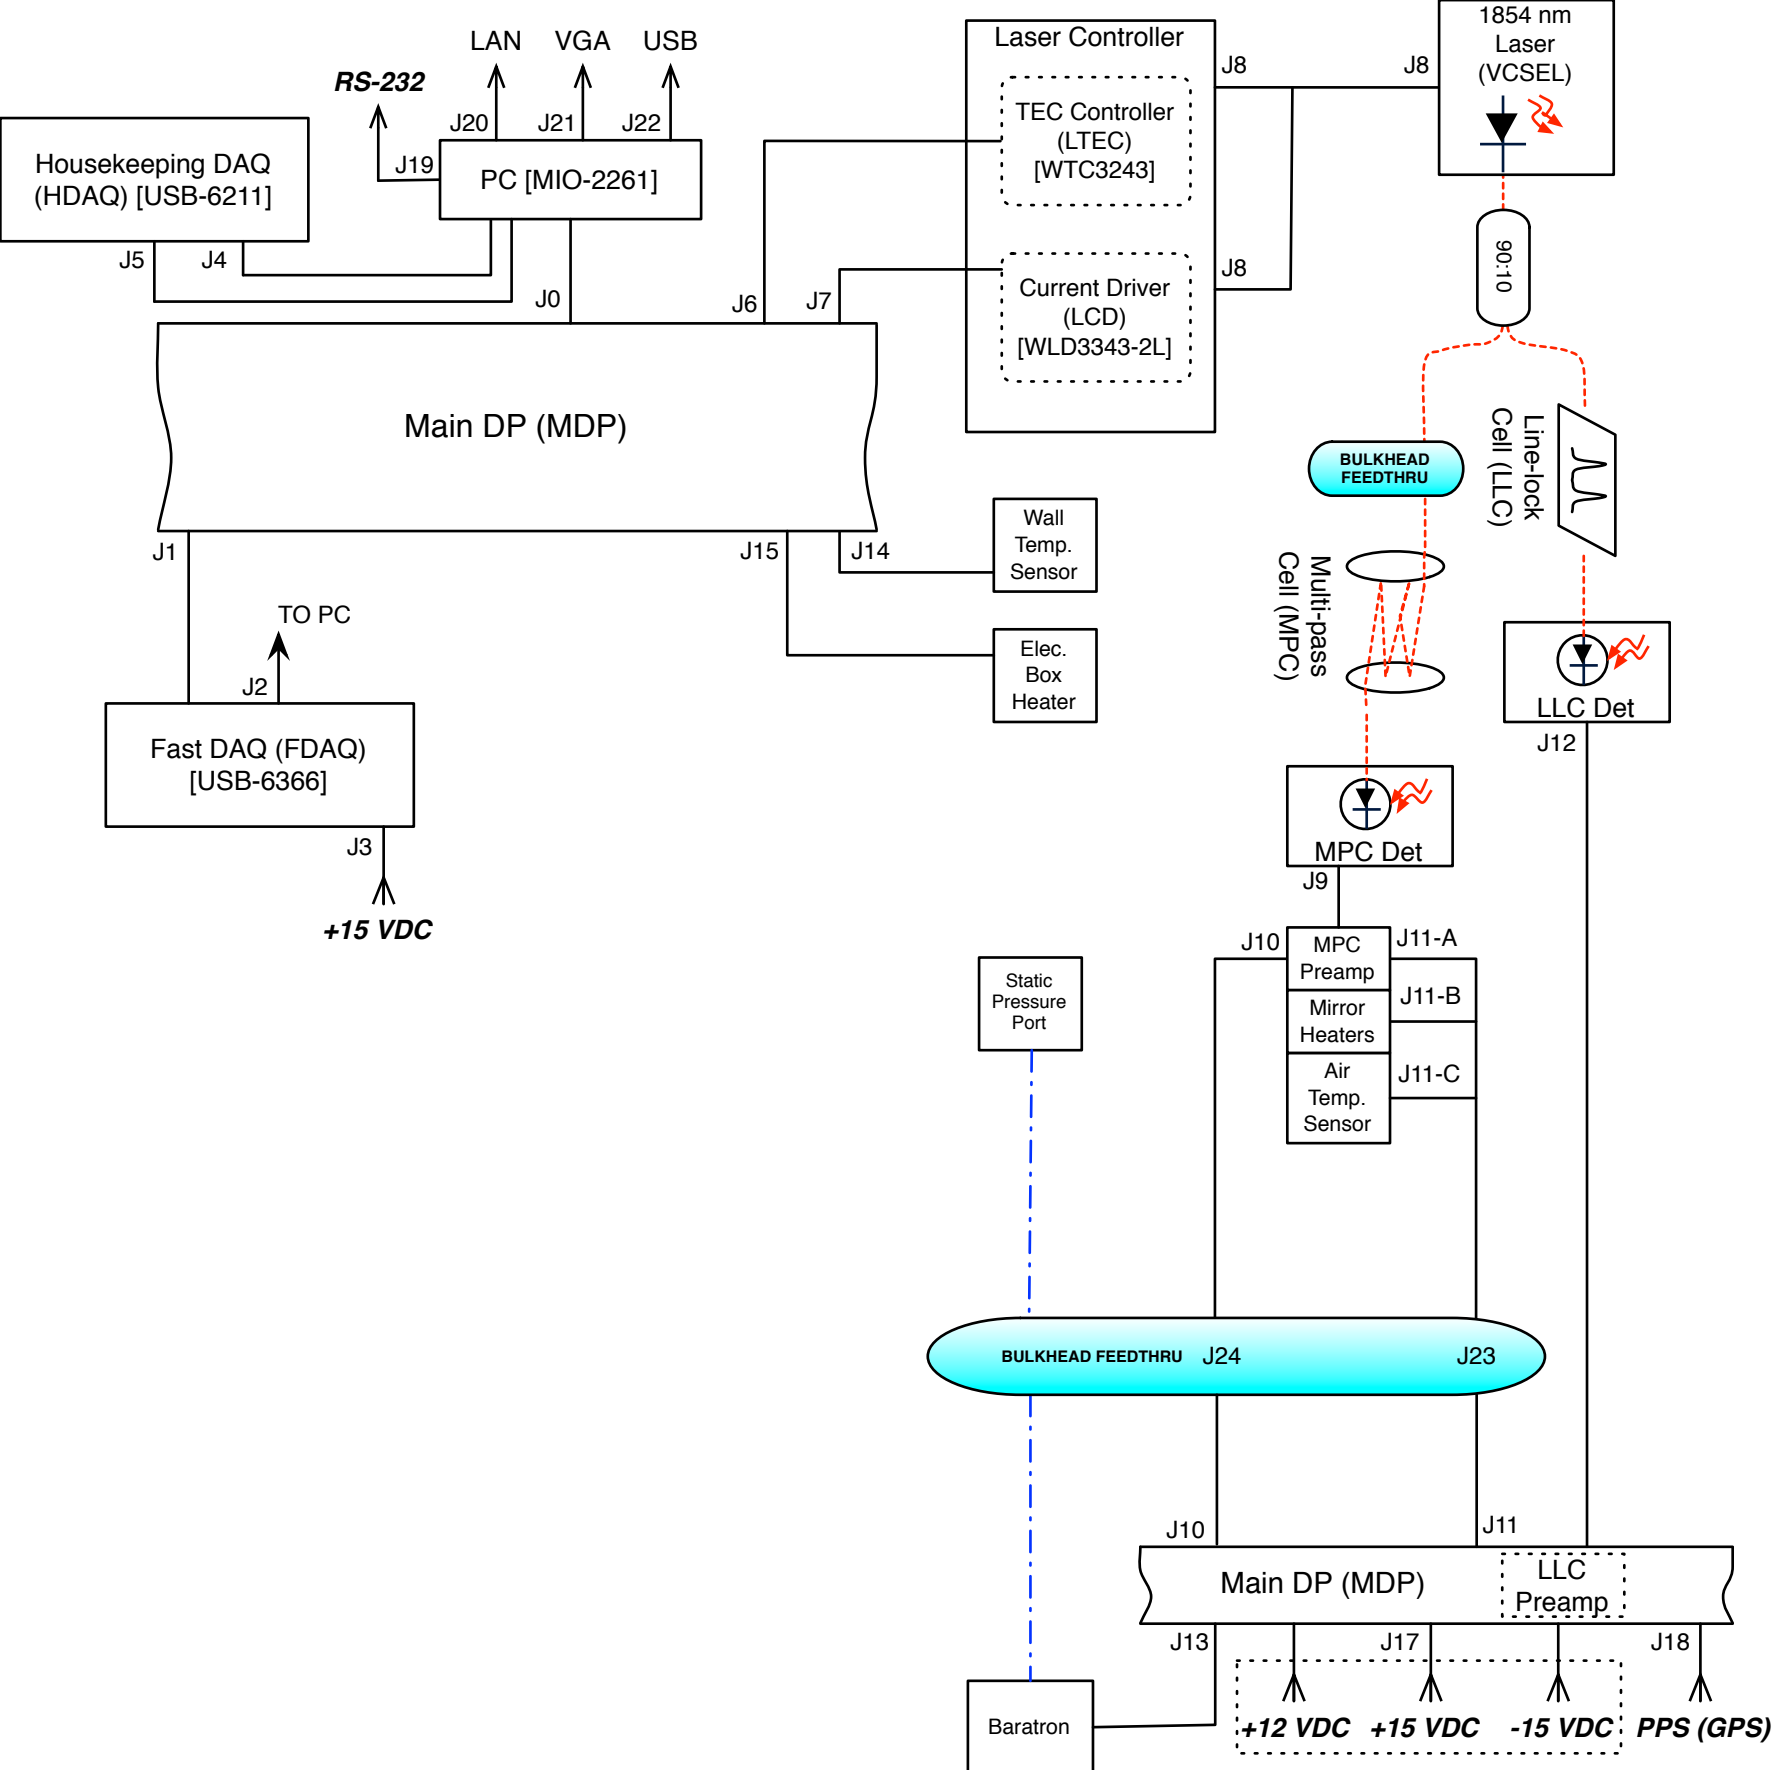 LAN
VGA
USB
RS-232
J20
J21
J22
J19
PC [MIO-2261]
Housekeeping DAQ
(HDAQ) [USB-6211]
J5
J4
J0
J6
J7
Laser Controller
TEC Controller
(LTEC)
[WTC3243]
Current Driver
(LCD)
[WLD3343-2L]
J8
J8
J8
1854 nm
Laser
(VCSEL)
90:10
Main DP (MDP)
BULKHEAD
FEEDTHRU
Line-lock
Cell (LLC)
Multi-pass
Cell (MPC)
J1
J15
J14
Wall
Temp.
Sensor
Elec.
Box
Heater
TO PC
J2
Fast DAQ (FDAQ)
[USB-6366]
J3
+15 VDC
LLC Det
J12
MPC Det
J9
J10
MPC
Preamp
J11-A
Mirror
Heaters
J11-B
Air
Temp.
Sensor
J11-C
Static
Pressure
Port
BULKHEAD FEEDTHRU
J24
J23
J10
J11
Main DP (MDP)
LLC
Preamp
J13
J17
J18
Baratron
+12 VDC
+15 VDC
-15 VDC
PPS (GPS)